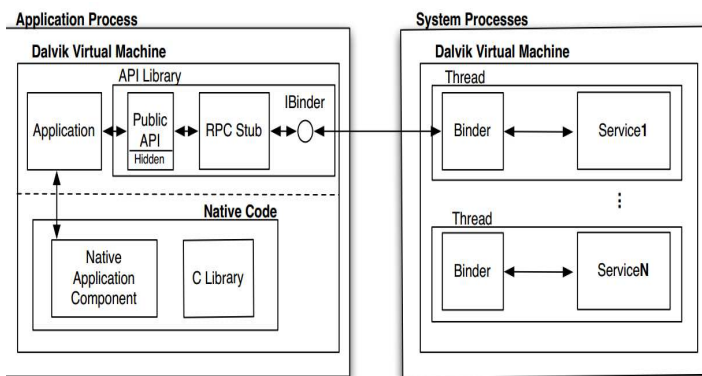 Application Process
Dalvik Virtual Machine
API Library
Application
Public
API
Hidden
RPC Stub
IBinder
Native Code
Native
Application
Component
C Library
System Processes
Dalvik Virtual Machine
Thread
Binder
Service1
⋮
Thread
Binder
ServiceN